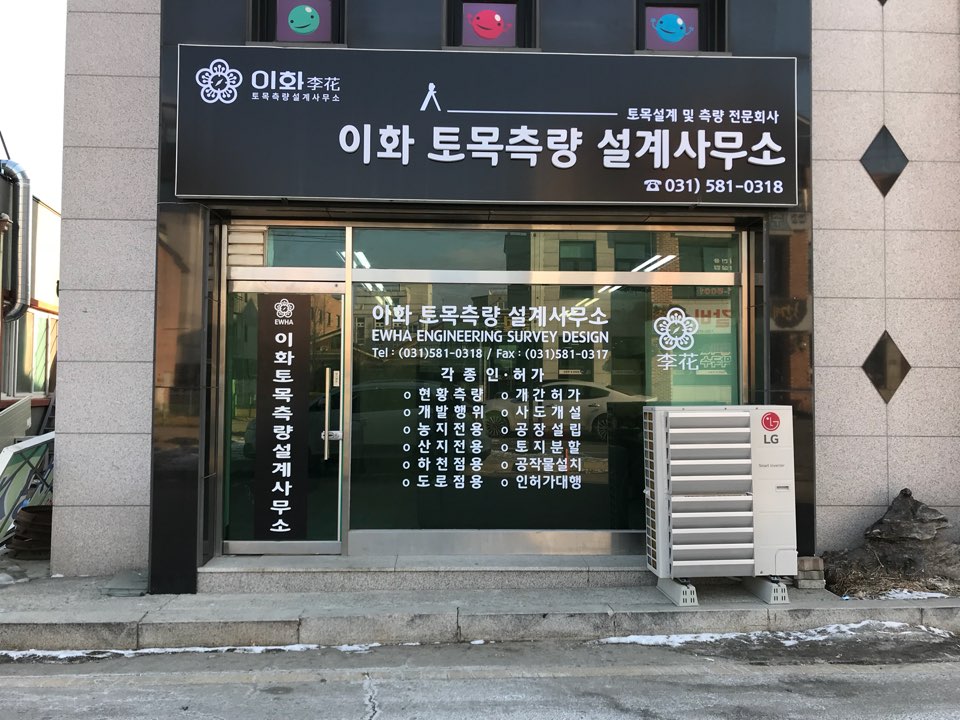 이화 李花
토목측량설계사무소
토목설계 및 측량 전문회사
이화 토목측량 설계사무소
☎031) 581-0318
EWHA
이화토목측량설계사무소
이화 토목측량 설계사무소
EWHA ENGINEERING SURVEY DESIGN
Tel : (031)581-0318 / Fax : (031)581-0317
각 종 인·허 가
o 현황측량 o 개간허가
o 개발행위 o 사도개설
o 농지전용 o 공장설립
o 산지전용 o 토지분할
o 하천점용 o 공작물설치
o 도로점용 o 인허가대행
李花
LG
Smart Inverter